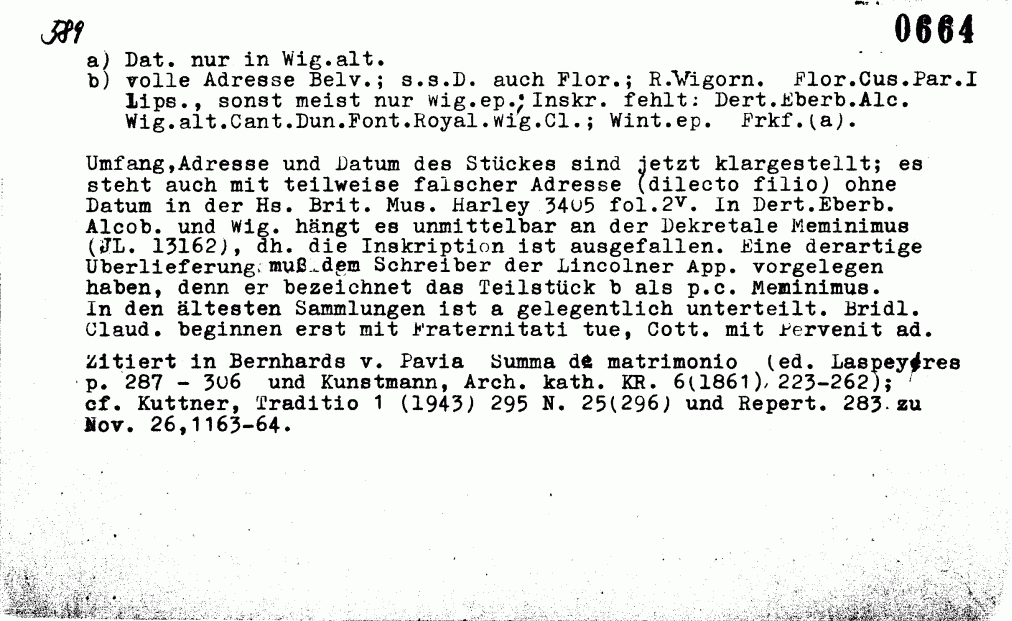 589
0664
a) Dat. nur in Wig.alt.
b) volle Adresse Belv.; s.s.D. auch Flor.; R.Wigorn. Flor.Cus.Par.I
Lips., sonst meist nur wig.ep.; Inskr. fehlt: Dert.Eberb.Alc.
Wig.alt.Cant.Dun.Font.Royal.wig.Cl.; Wint.ep. Frkf.(a).
Umfang,Adresse und Datum des Stückes sind jetzt klargestellt; es
steht auch mit teilweise falscher Adresse (dilecto filio) ohne
Datum in der Hs. Brit. Mus. Harley 3405 fol.2v. In Dert.Eberb.
Alcob. und Wig. hängt es unmittelbar an der Dekretale Meminimus
(JL. 13162), dh. die Inskription ist ausgefallen. Eine derartige
Uberlieferung muß dem Schreiber der Lincolner App. vorgelegen
haben, denn er bezeichnet das Teilstück b als p.c. Meminimus.
In den ältesten Sammlungen ist a gelegentlich unterteilt. Bridl.
Claud. beginnen erst mit Fraternitati tue, Cott. mit Pervenit ad.
Zitiert in Bernhards v. Pavia Summa de matrimonio (ed. Laspeyres
p. 287 - 306 und Kunstmann, Arch. kath. KR. 6(1861), 223-262);
cf. Kuttner, Traditio 1 (1943) 295 N. 25(296) und Repert. 283 zu
Nov. 26,1163-64.